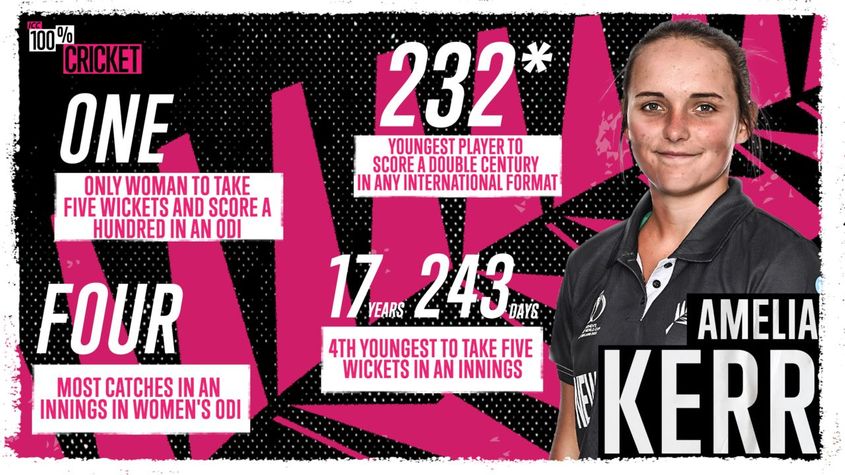 ICC
100%
CRICKET
ONE
ONLY WOMAN TO TAKE
FIVE WICKETS AND SCORE A
HUNDRED IN AN ODI
232*
YOUNGEST PLAYER TO
SCORE A DOUBLE CENTURY
IN ANY INTERNATIONAL FORMAT
FOUR
MOST CATCHES IN AN
INNINGS IN WOMEN'S ODI
17 YEARS 243 DAYS
4TH YOUNGEST TO TAKE FIVE
WICKETS IN AN INNINGS
AMELIA
KERR